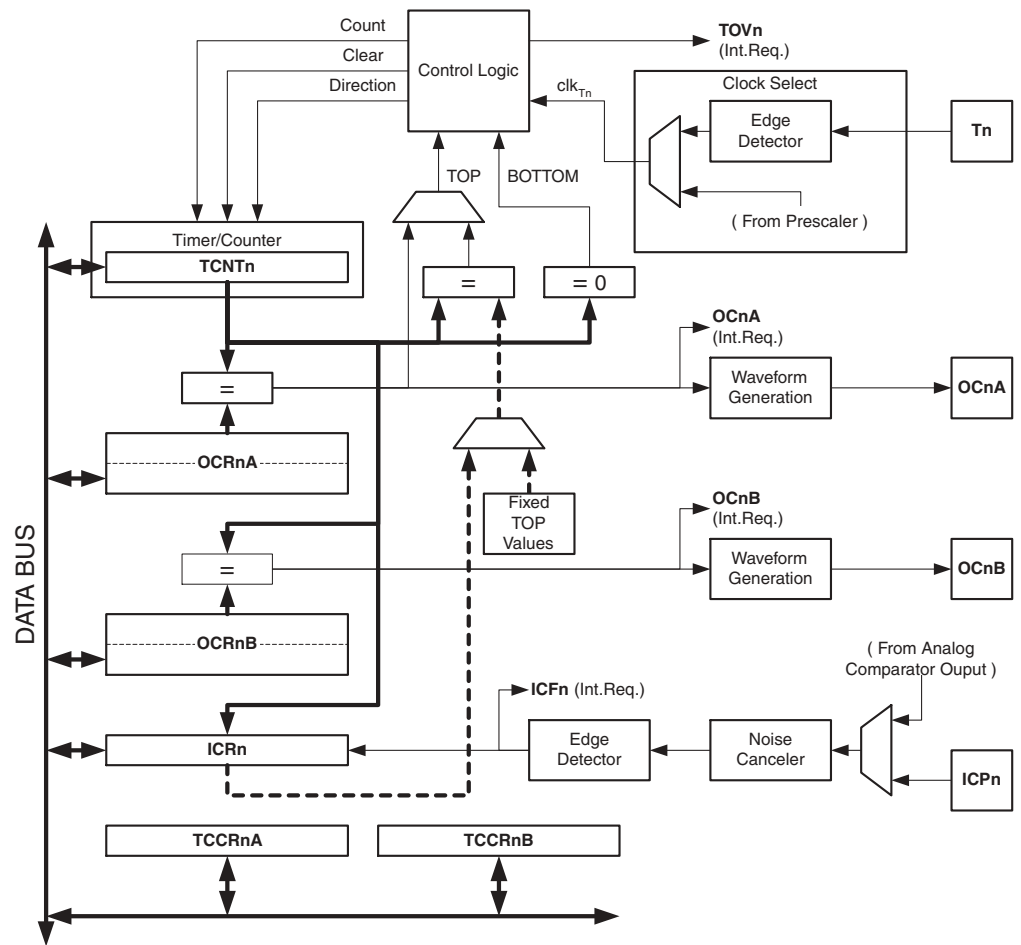 Count
TOVn
(Int.Req.)
Clear
Control Logic
Direction
clkTn
Clock Select
Edge
Detector
Tn
( From Prescaler )
TOP
BOTTOM
Timer/Counter
TCNTn
=
= 0
OCnA
(Int.Req.)
=
Waveform
Generation
OCnA
OCRnA
Fixed
TOP
Values
OCnB
(Int.Req.)
=
Waveform
Generation
OCnB
DATA BUS
OCRnB
( From Analog
Comparator Ouput )
ICFn (Int.Req.)
ICRn
Edge
Detector
Noise
Canceler
ICPn
TCCRnA
TCCRnB